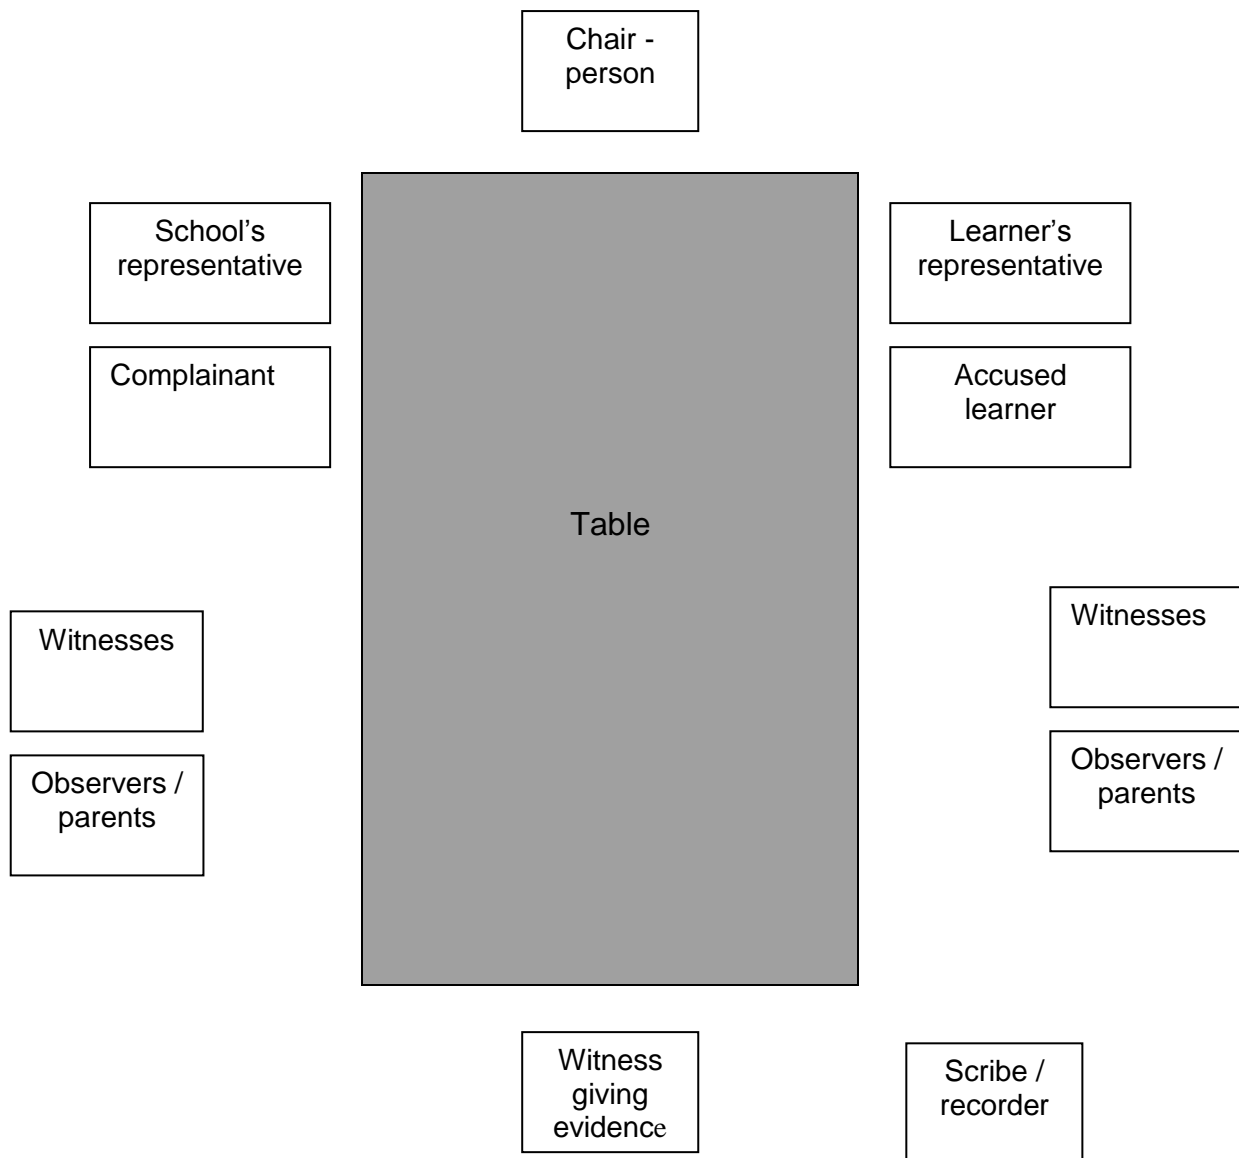 Chair -
person
School’s
representative
Learner’s
representative
Complainant
Accused
learner
Table
Witnesses
Witnesses
Observers /
parents
Observers /
parents
Witness
giving
evidence
Scribe /
recorder